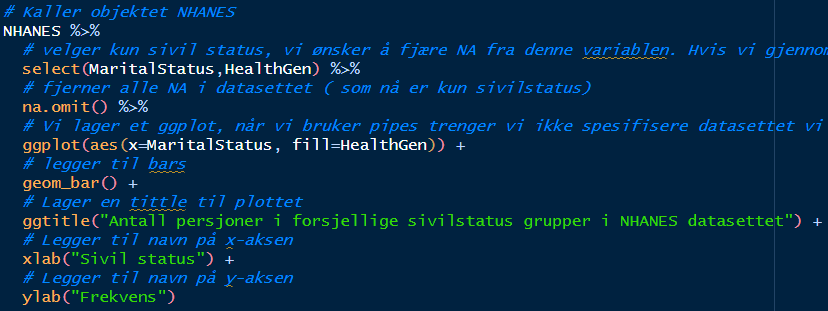 # Kaller objektet NHANES
NHANES %>%
# velger kun sivil status, vi ønsker å fjære NA fra denne variablen. Hvis vi gjennom
select(MaritalStatus,HealthGen) %>%
# fjerner alle NA i datasettet ( som nå er kun sivilstatus)
na.omit() %>%
# Vi lager et ggplot, når vi bruker pipes trenger vi ikke spesifisere datasettet vi
ggplot(aes(x=MaritalStatus, fill=HealthGen)) +
# legger til bars
geom_bar() +
# Lager en tittle til plottet
ggtitle("Antall persjoner i forsjellige sivilstatus grupper i NHANES datasettet") +
# Legger til navn på x-aksen
xlab("Sivil status") +
# Legger til navn på y-aksen
ylab("Frekvens")